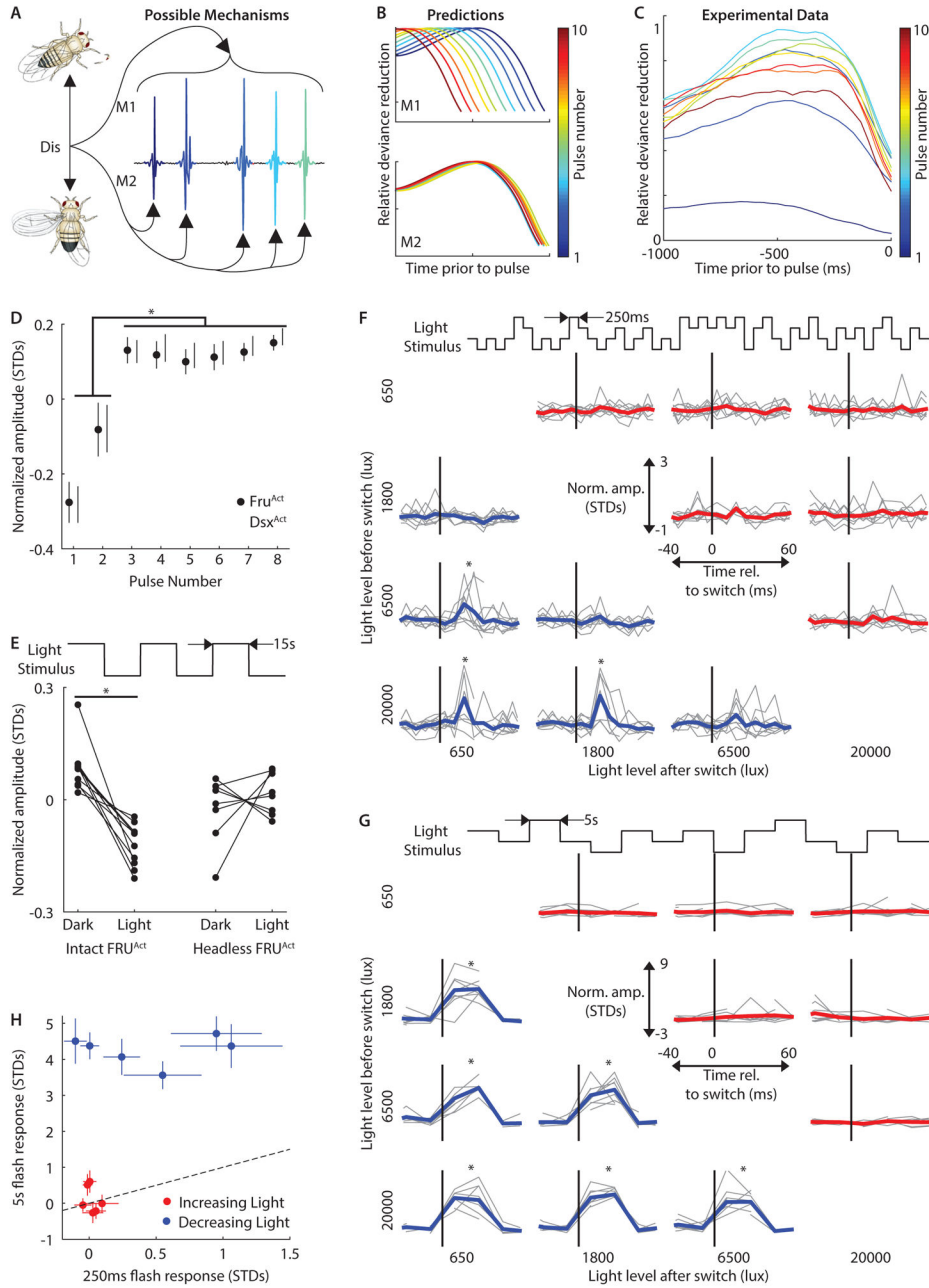 A
Possible Mechanisms
M1
Dis
M2
B
Predictions
Relative deviance reduction
M1
M2
Time prior to pulse
10
Pulse number
1
C
Experimental Data
Relative deviance reduction
1
0
-1000
-500
0
Time prior to pulse (ms)
10
Pulse number
1
D
*
Normalized amplitude (STDs)
0.2
0
-0.2
-0.4
Fru^Act
Dsx^Act
1 2 3 4 5 6 7 8
Pulse Number
E
Light
Stimulus
15s
*
Normalized amplitude (STDs)
0.3
0
-0.3
Dark Light Dark Light
Intact FRU^Act Headless FRU^Act
F
Light
Stimulus
250ms
Light level before switch (lux)
650
1800
3
Norm. amp.
(STDs)
-1
-40 0 60
Time rel.
to switch (ms)
6500
*
20000
* *
650 1800 6500 20000
Light level after switch (lux)
G
Light
Stimulus
5s
Light level before switch (lux)
650
1800
*
9
Norm. amp.
(STDs)
-3
-40 0 60
Time rel.
to switch (ms)
6500
* *
20000
* * *
650 1800 6500 20000
Light level after switch (lux)
H
5s flash response (STDs)
5
4
3
2
1
0
-1
Increasing Light
Decreasing Light
0 0.5 1 1.5
250ms flash response (STDs)